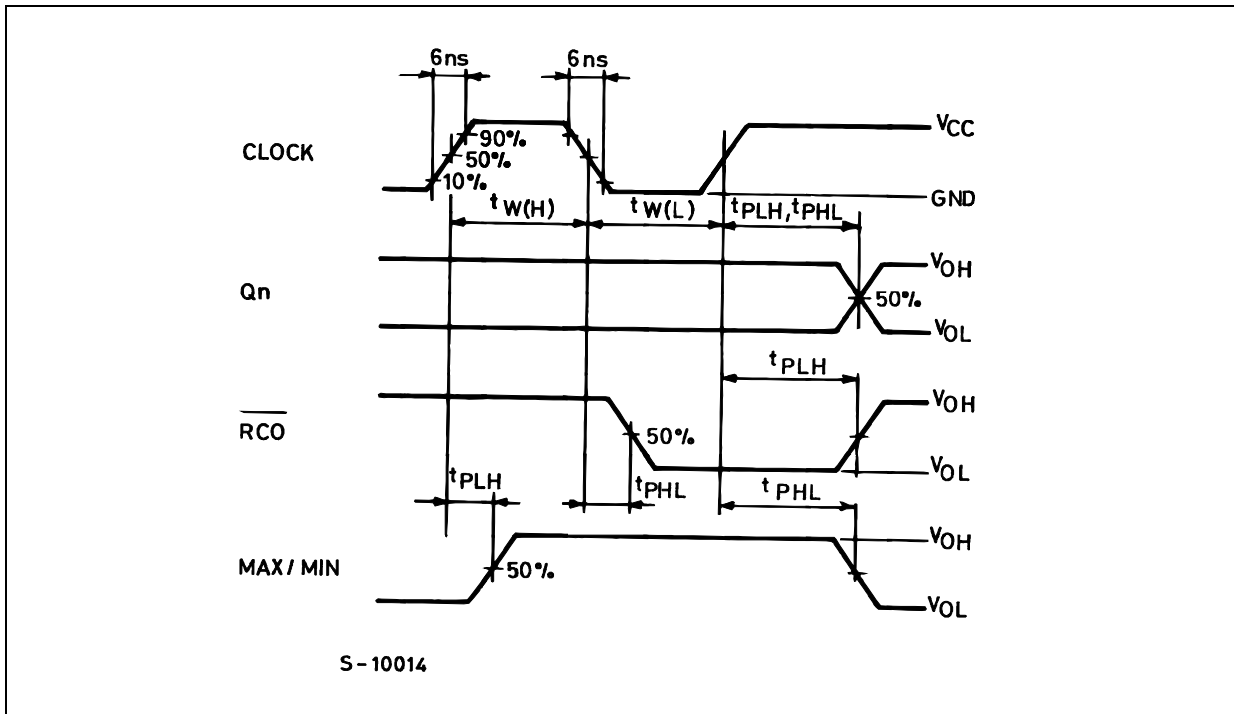 6ns 6ns
CLOCK
90%
50%
10%
VCC
GND
tW(H) tW(L) tPLH,tPHL
Qn
VOH
50%
VOL
tPLH
RCO
VOH
50%
VOL
tPLH tPHL tPHL
MAX/MIN
VOH
50%
VOL
S-10014